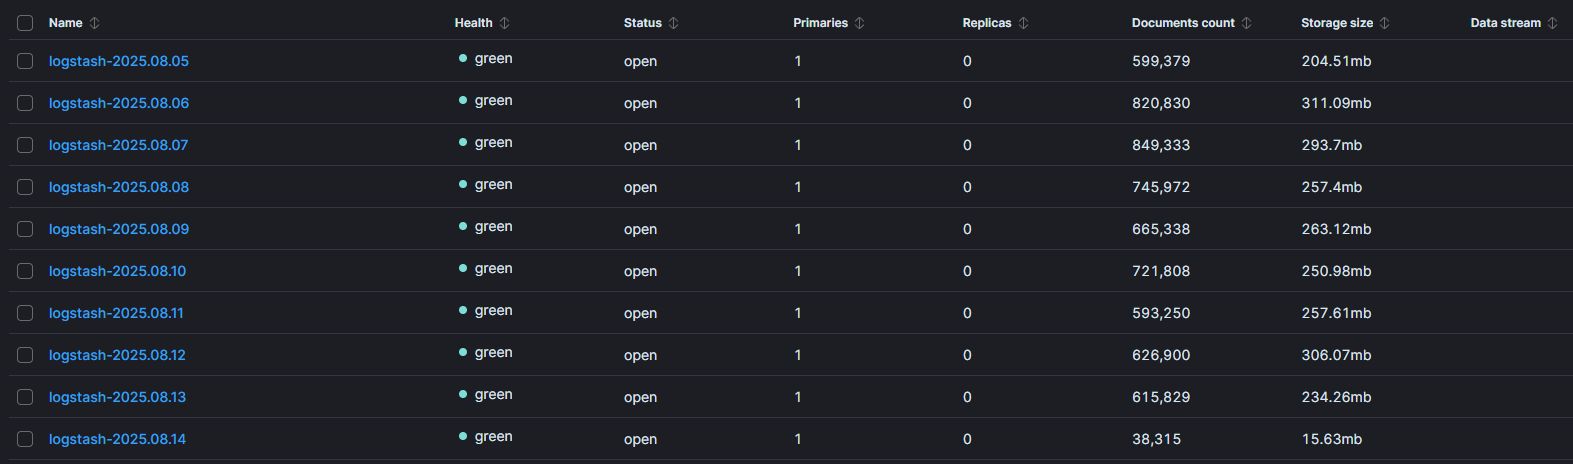 Name Health Status Primaries Replicas Documents count Storage size Data stream
logstash-2025.08.05 green open 1 0 599,379 204.51mb
logstash-2025.08.06 green open 1 0 820,830 311.09mb
logstash-2025.08.07 green open 1 0 849,333 293.7mb
logstash-2025.08.08 green open 1 0 745,972 257.4mb
logstash-2025.08.09 green open 1 0 665,338 263.12mb
logstash-2025.08.10 green open 1 0 721,808 250.98mb
logstash-2025.08.11 green open 1 0 593,250 257.61mb
logstash-2025.08.12 green open 1 0 626,900 306.07mb
logstash-2025.08.13 green open 1 0 615,829 234.26mb
logstash-2025.08.14 green open 1 0 38,315 15.63mb